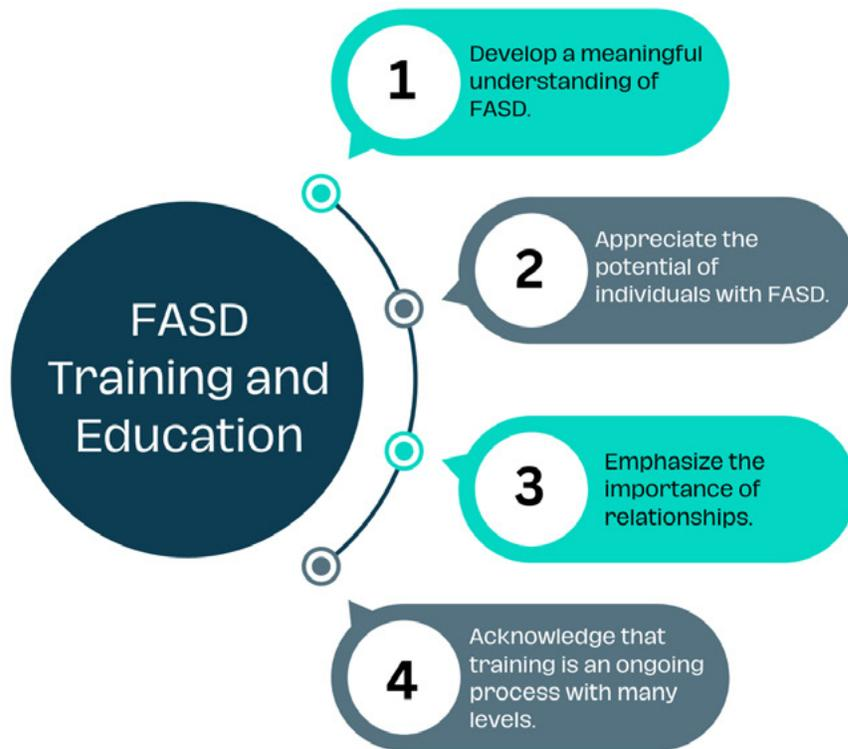 FASD
Training and
Education
1
Develop a meaningful
understanding of
FASD.
2
Appreciate the
potential of
individuals with FASD.
3
Emphasize the
importance of
relationships.
4
Acknowledge that
training is an ongoing
process with many
levels.